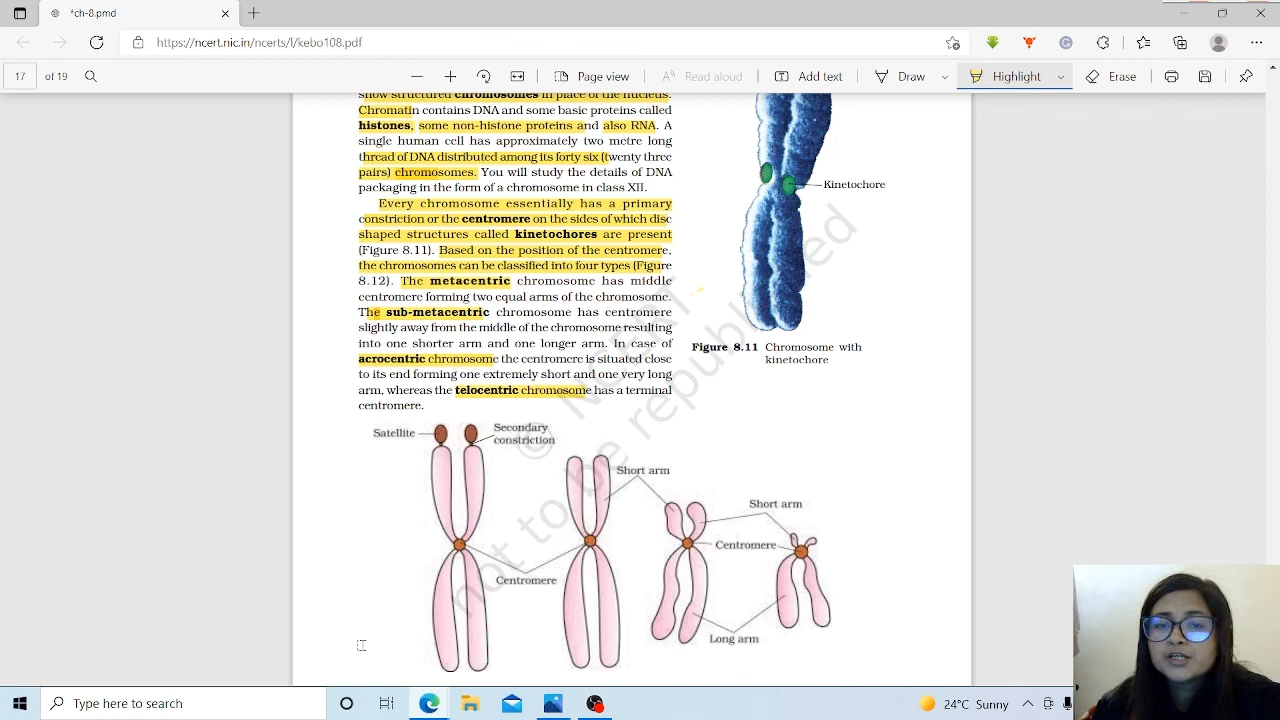 *ch-8.pmd
https://ncert.nic.in/ncerts/l/kebo108.pdf
17 of 19
Page view
Read aloud
Add text
Draw
Highlight
Erase
show structured chromosomes in place of the nucleus.
Chromatin contains DNA and some basic proteins called
histones, some non-histone proteins and also RNA. A
single human cell has approximately two metre long
thread of DNA distributed among its forty six (twenty three
pairs) chromosomes. You will study the details of DNA
packaging in the form of a chromosome in class XII.
Every chromosome essentially has a primary
constriction or the centromere on the sides of which disc
shaped structures called kinetochores are present
(Figure 8.11). Based on the position of the centromere,
the chromosomes can be classified into four types (Figure
8.12). The metacentric chromosome has middle
centromere forming two equal arms of the chromosome.
The sub-metacentric chromosome has centromere
slightly away from the middle of the chromosome resulting
into one shorter arm and one longer arm. In case of
acrocentric chromosome the centromere is situated close
to its end forming one extremely short and one very long
arm, whereas the telocentric chromosome has a terminal
centromere.
Kinetochore
Figure 8.11 Chromosome with
kinetochore
Satellite
Secondary
constriction
Short arm
Short arm
Centromere
Centromere
Long arm
© NCERT
not to be republished
Type here to search
24°C Sunny